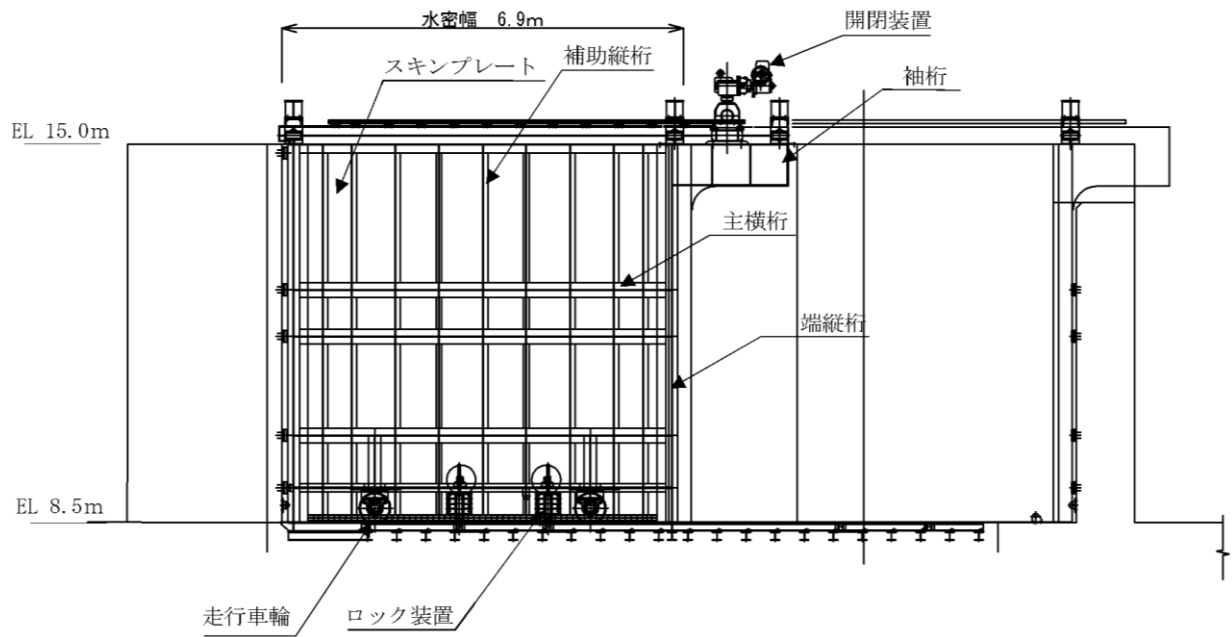 水密幅 6.9m
開閉装置
スキンプレート
補助縦桁
袖桁
EL 15.0m
主横桁
端縦桁
EL 8.5m
走行車輪
ロック装置